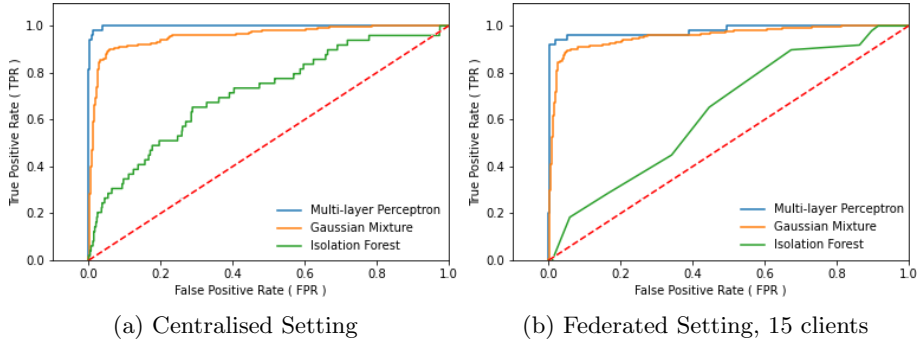 1.0
0.8
0.6
0.4
0.2
0.0
True Positive Rate ( TPR )
Multi-layer Perceptron
Gaussian Mixture
Isolation Forest
0.0 0.2 0.4 0.6 0.8 1.0
False Positive Rate ( FPR )
(a) Centralised Setting
1.0
0.8
0.6
0.4
0.2
0.0
True Positive Rate ( TPR )
Multi-layer Perceptron
Gaussian Mixture
Isolation Forest
0.0 0.2 0.4 0.6 0.8 1.0
False Positive Rate ( FPR )
(b) Federated Setting, 15 clients